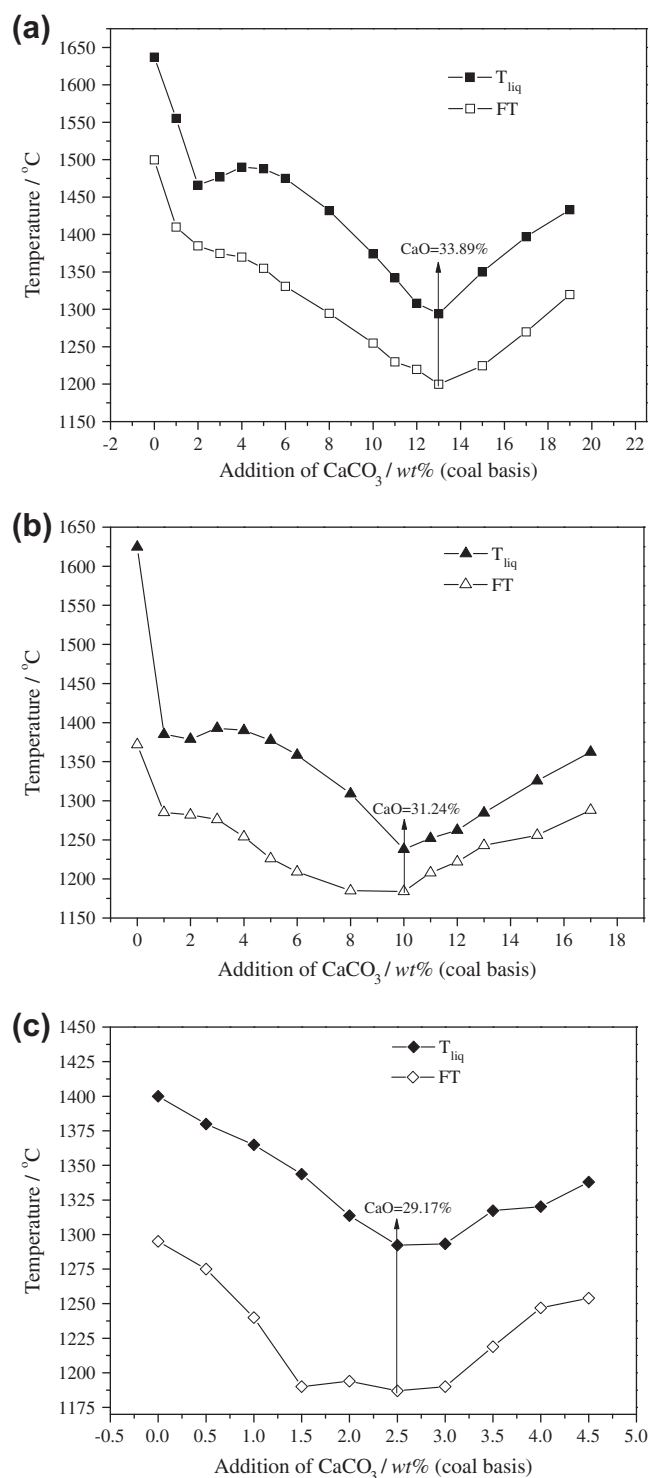 (a)
1650
1600
1550
1500
1450
1400
1350
1300
1250
1200
1150
Temperature / °C
T_liq
FT
CaO=33.89%
-2 0 2 4 6 8 10 12 14 16 18 20 22
Addition of CaCO₃ / wt% (coal basis)
(b)
1650
1600
1550
1500
1450
1400
1350
1300
1250
1200
1150
Temperature / °C
T_liq
FT
CaO=31.24%
0 2 4 6 8 10 12 14 16 18
Addition of CaCO₃ / wt% (coal basis)
(c)
1450
1425
1400
1375
1350
1325
1300
1275
1250
1225
1200
1175
Temperature / °C
T_liq
FT
CaO=29.17%
-0.5 0.0 0.5 1.0 1.5 2.0 2.5 3.0 3.5 4.0 4.5 5.0
Addition of CaCO₃ / wt% (coal basis)